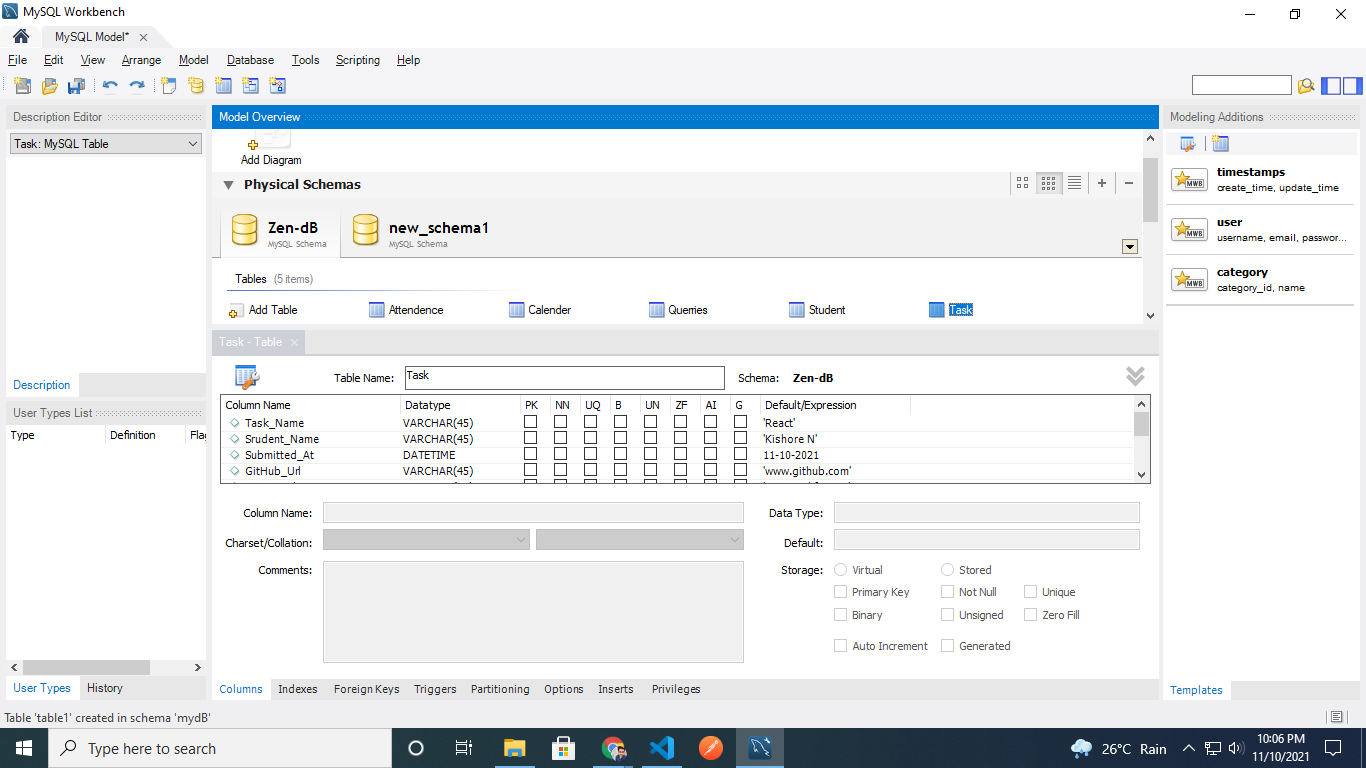 MySQL Workbench
MySQL Model*
File Edit View Arrange Model Database Tools Scripting Help
Description Editor
Task: MySQL Table
Description
User Types List
Type Definition Flag
User Types History
Model Overview
Add Diagram
Physical Schemas
Zen-dB
MySQL Schema
new_schema1
MySQL Schema
Tables (5 items)
Add Table Attendence Calender Querries Student Task
Task - Table
Table Name: Task Schema: Zen-dB
Column Name Datatype PK NN UQ B UN ZF AI G Default/Expression
Task_Name VARCHAR(45) 'React'
Srudent_Name VARCHAR(45) 'Kishore N'
Submitted_At DATETIME 11-10-2021
GitHub_Url VARCHAR(45) 'www.github.com'
Column Name: Data Type:
Charset/Collation: Default:
Comments: Storage: Virtual Stored
Primary Key Not Null Unique
Binary Unsigned Zero Fill
Auto Increment Generated
Columns Indexes Foreign Keys Triggers Partitioning Options Inserts Privileges
Modeling Additions
timestamps
create_time, update_time
user
username, email, passwor...
category
category_id, name
Templates
Table 'table1' created in schema 'mydB'
Type here to search
26°C Rain
10:06 PM
11/10/2021